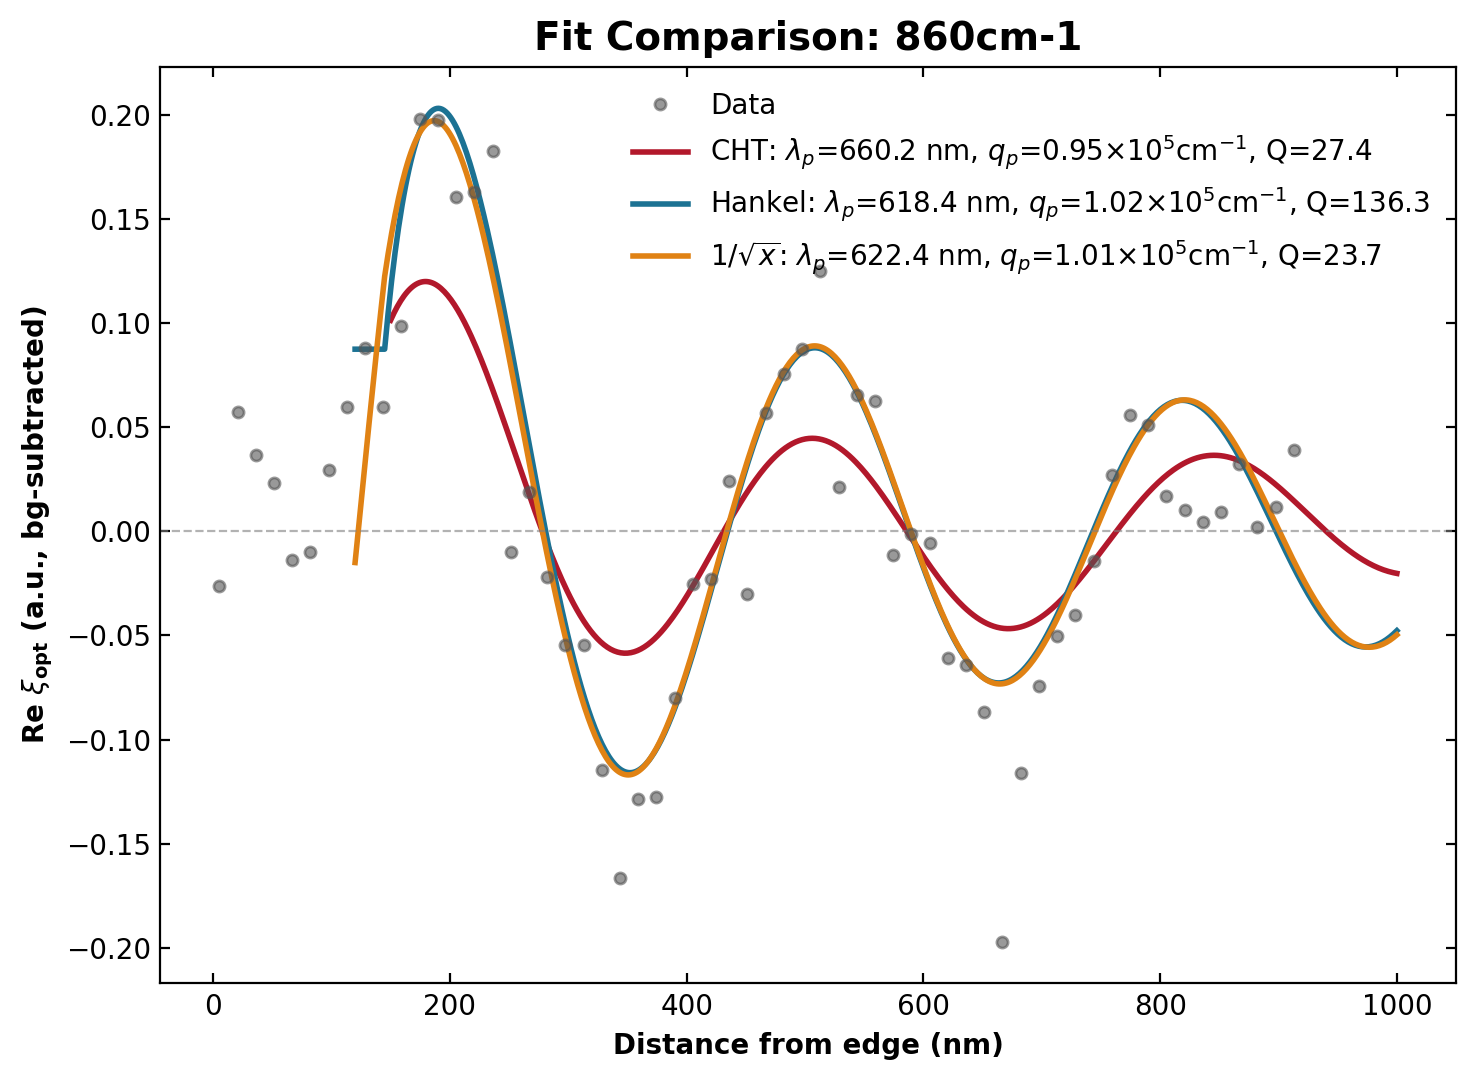 Fit Comparison: 860cm-1
Data
CHT: λp=660.2 nm, qp=0.95×10⁵cm⁻¹, Q=27.4
Hankel: λp=618.4 nm, qp=1.02×10⁵cm⁻¹, Q=136.3
1/√x: λp=622.4 nm, qp=1.01×10⁵cm⁻¹, Q=23.7
Re ξopt (a.u., bg-subtracted)
0.20
0.15
0.10
0.05
0.00
−0.05
−0.10
−0.15
−0.20
0 200 400 600 800 1000
Distance from edge (nm)